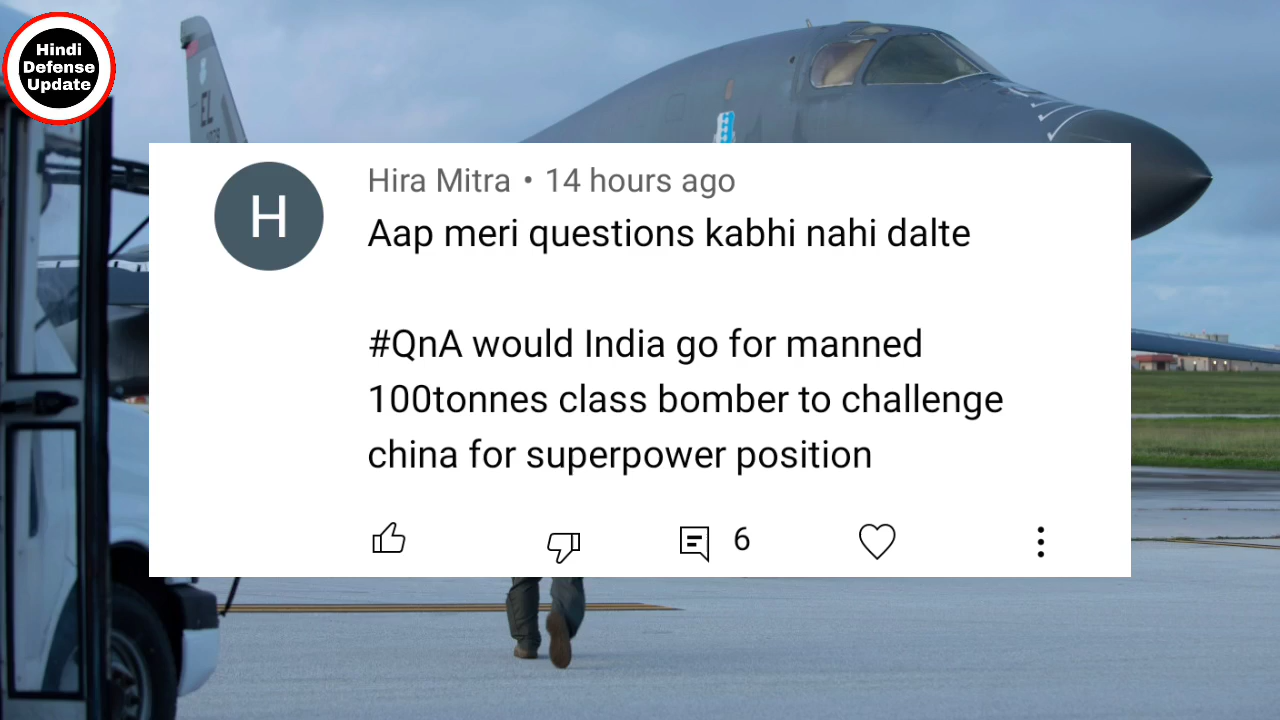 Hindi
Defense
Update
EL
H
Hira Mitra • 14 hours ago
Aap meri questions kabhi nahi dalte
#QnA would India go for manned
100tonnes class bomber to challenge
china for superpower position
6